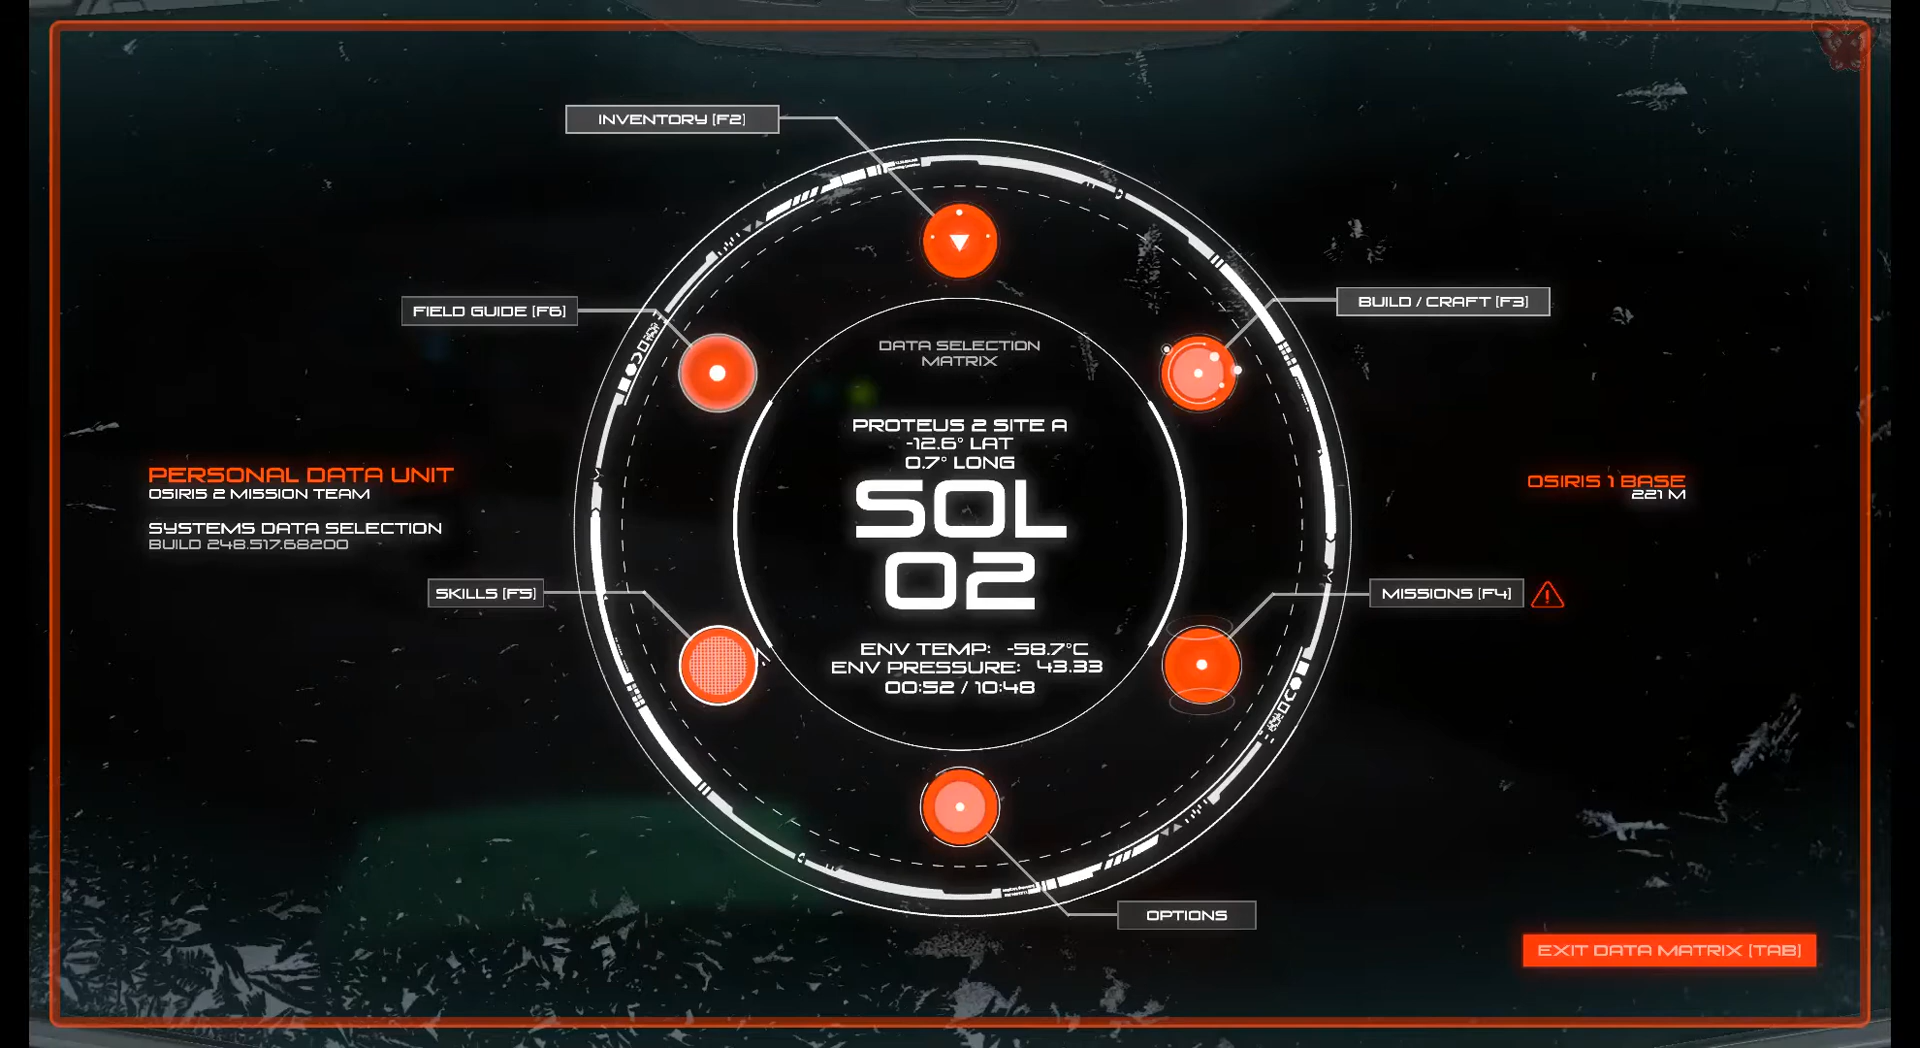 INVENTORY [F2]
BUILD / CRAFT [F3]
FIELD GUIDE [F6]
DATA SELECTION
MATRIX
PROTEUS 2 SITE A
-12.6° LAT
0.7° LONG
SOL
02
PERSONAL DATA UNIT
OSIRIS 2 MISSION TEAM
SYSTEMS DATA SELECTION
BUILD 248.517.68200
OSIRIS 1 BASE
221 M
SKILLS [F5]
MISSIONS [F4]
ENV TEMP: -58.7°C
ENV PRESSURE: 43.33
00:52 / 10:48
OPTIONS
EXIT DATA MATRIX [TAB]